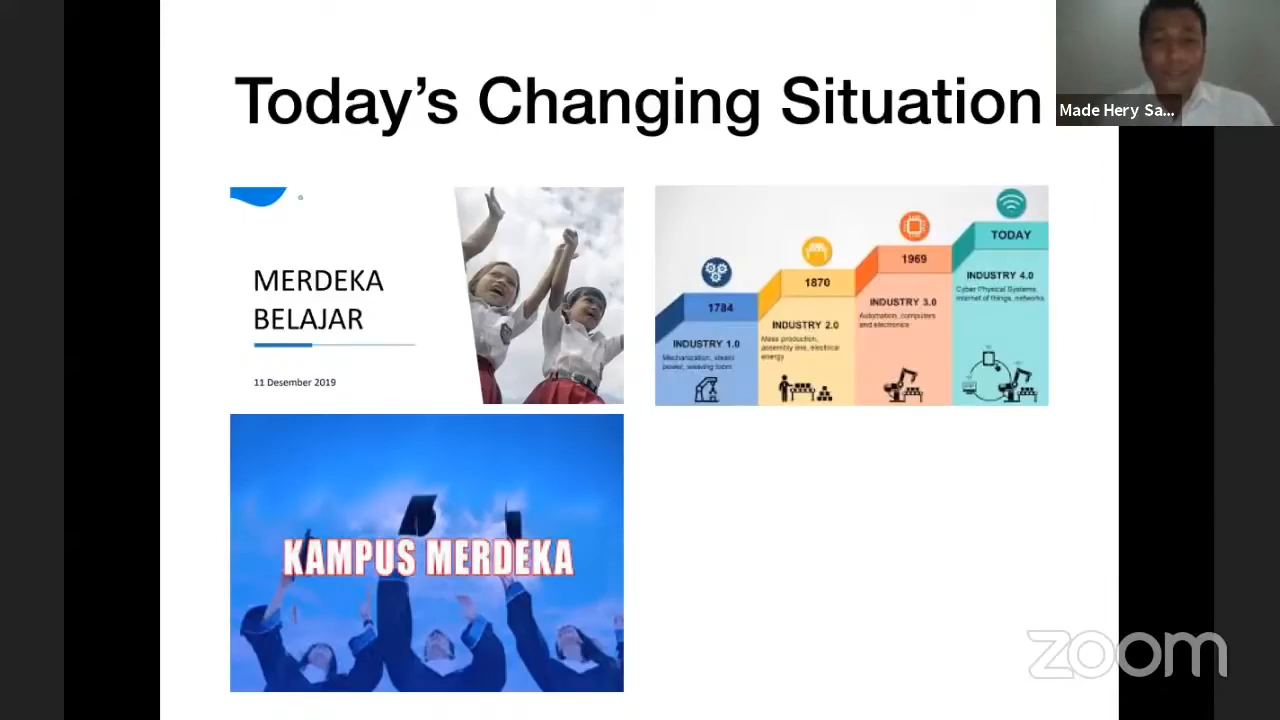 Today's Changing Situation
Made Hery Sa...
MERDEKA
BELAJAR
11 Desember 2019
1784
INDUSTRY 1.0
Mechanization, steam
power, weaving loom
1870
INDUSTRY 2.0
Mass production,
assembly line, electrical
energy
1969
INDUSTRY 3.0
Automation, computers
and electronics
TODAY
INDUSTRY 4.0
Cyber Physical Systems,
internet of things, networks
KAMPUS MERDEKA
zoom